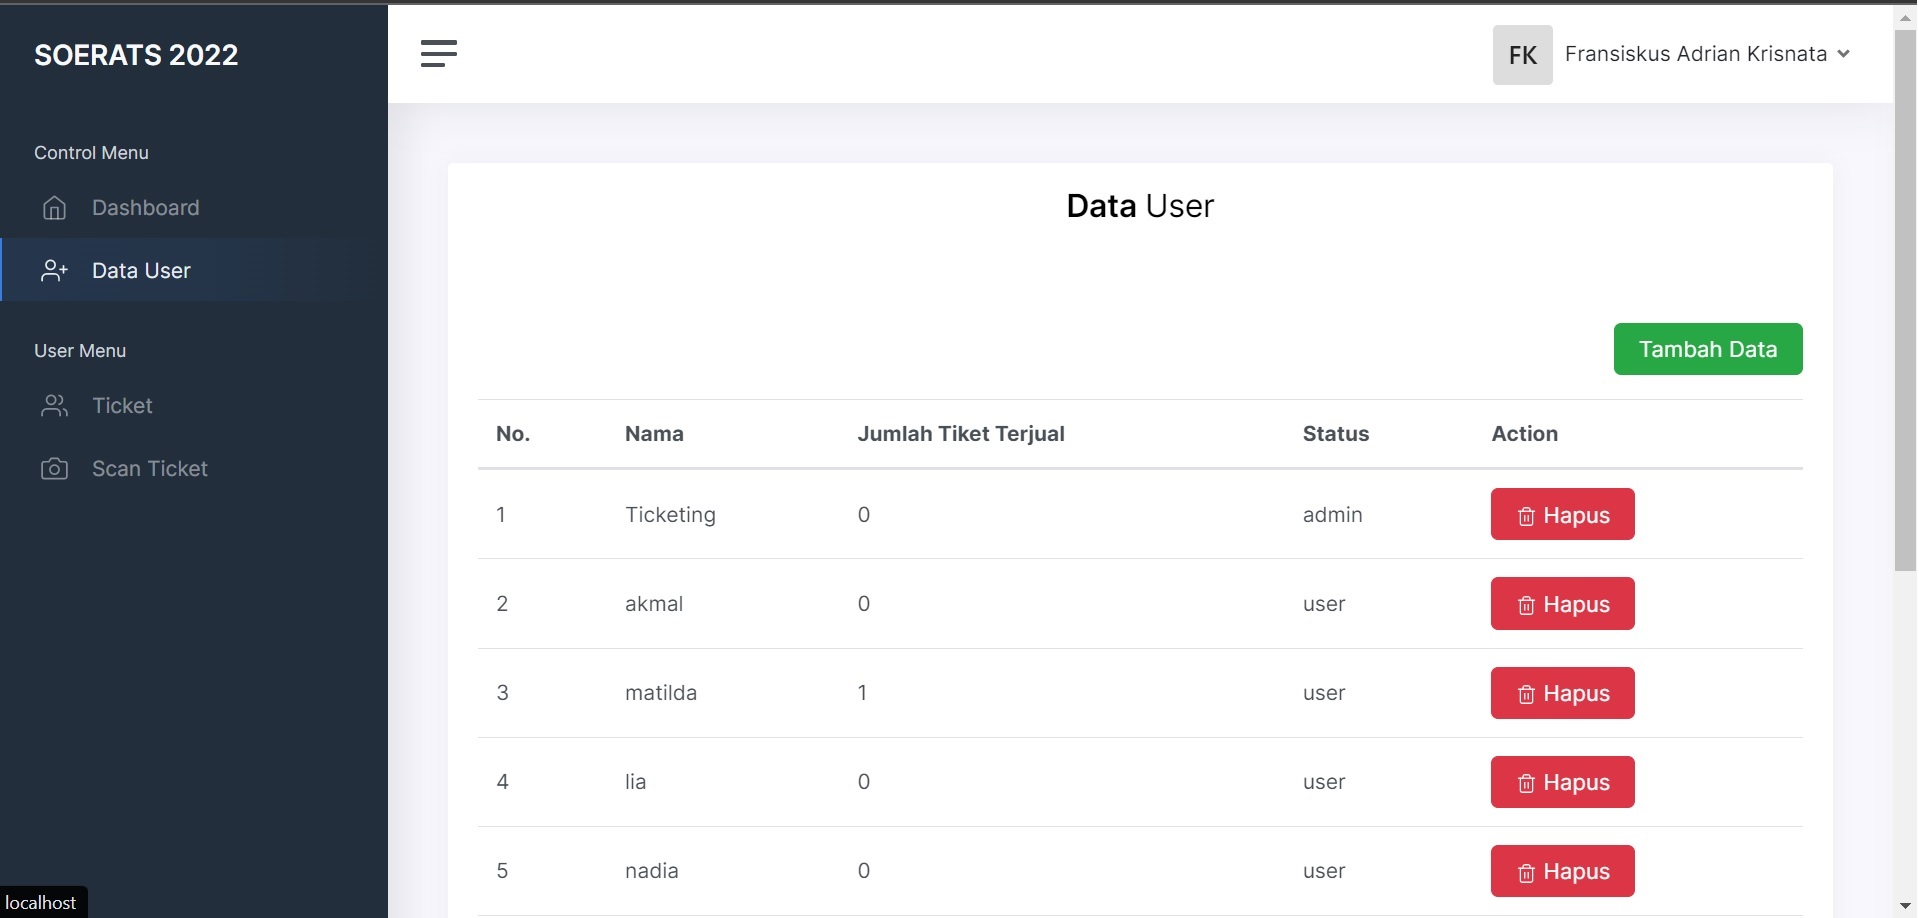 SOERATS 2022
Control Menu
Dashboard
Data User
User Menu
Ticket
Scan Ticket
FK Fransiskus Adrian Krisnata
Data User
Tambah Data
No. Nama Jumlah Tiket Terjual Status Action
1 Ticketing 0 admin Hapus
2 akmal 0 user Hapus
3 matilda 1 user Hapus
4 lia 0 user Hapus
5 nadia 0 user Hapus
localhost